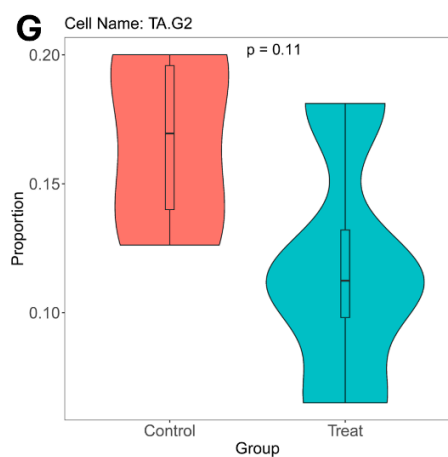 G
Cell Name: TA.G2
p = 0.11
0.20
0.15
0.10
Proportion
Control Treat
Group